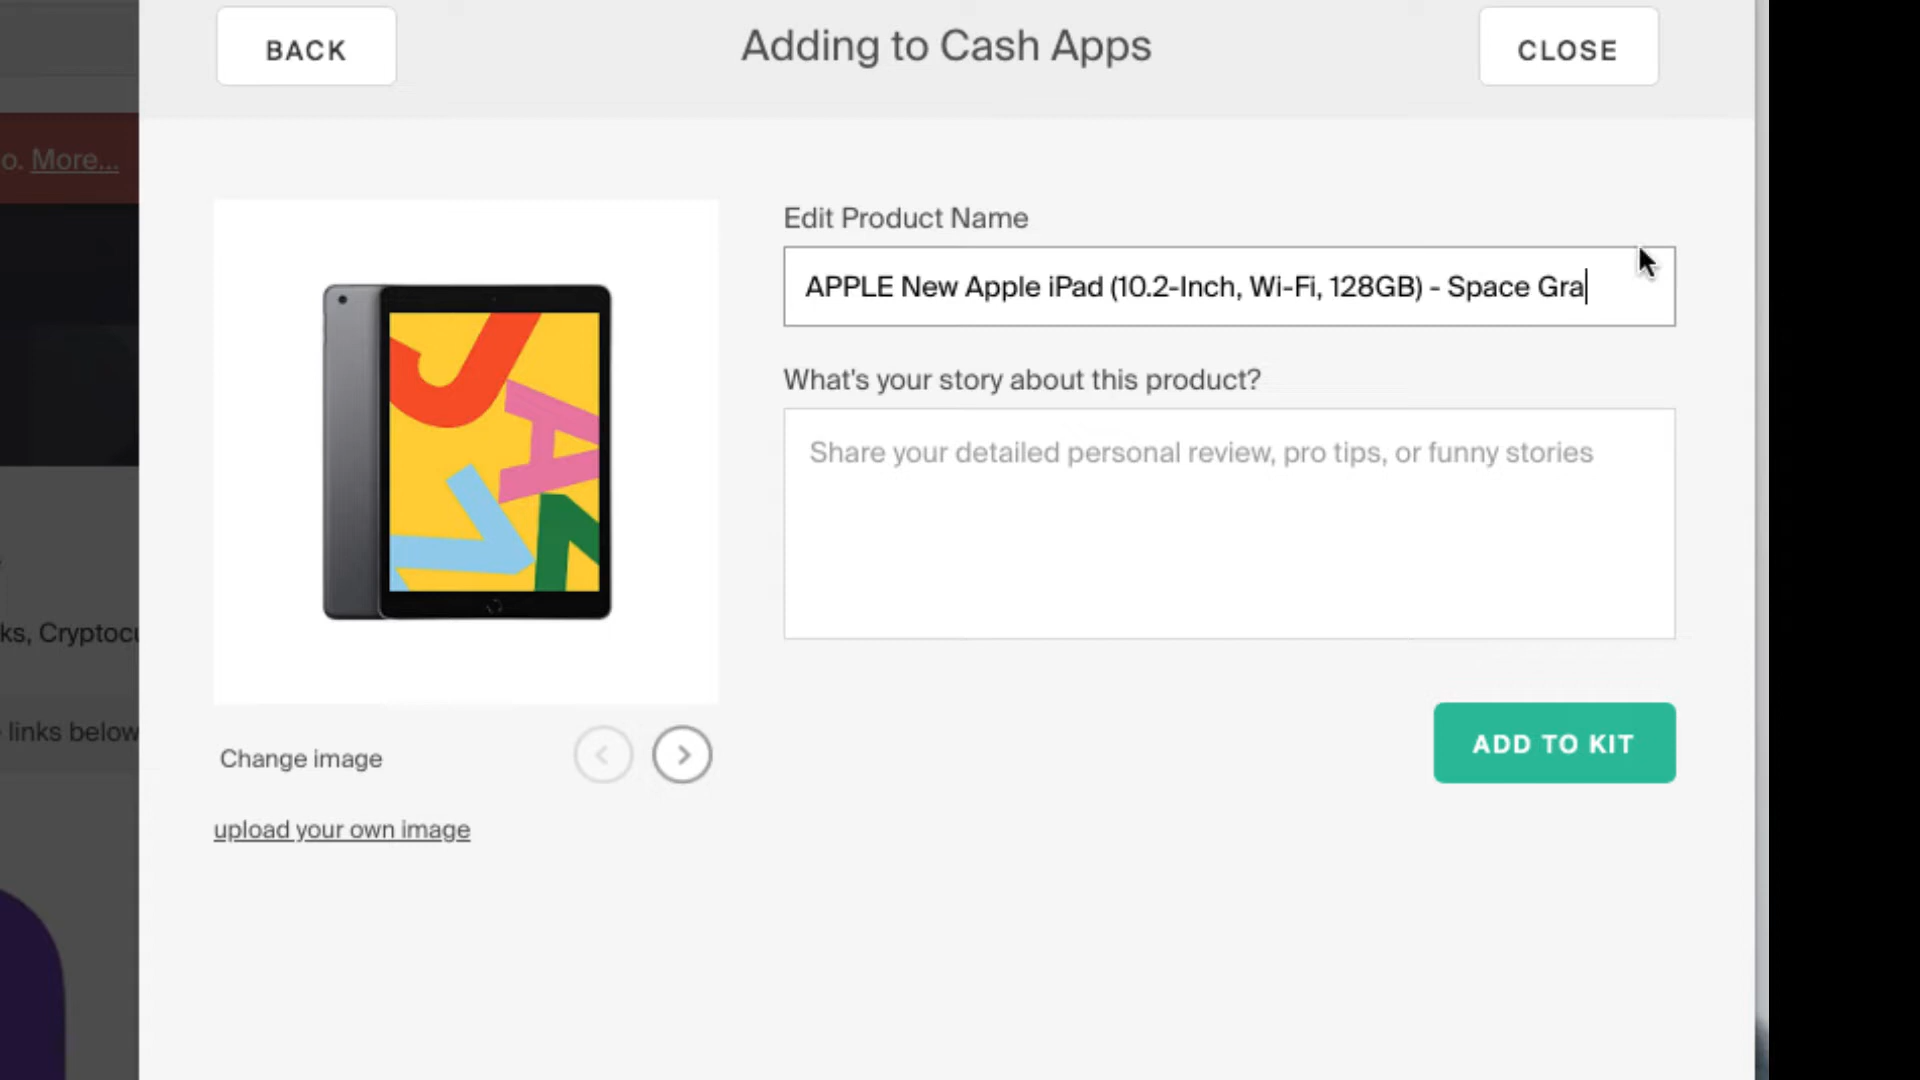 BACK
Adding to Cash Apps
CLOSE
o. More...
Edit Product Name
APPLE New Apple iPad (10.2-Inch, Wi-Fi, 128GB) - Space Gra
What's your story about this product?
Share your detailed personal review, pro tips, or funny stories
ks, Cryptocu
links below
ADD TO KIT
Change image
upload your own image